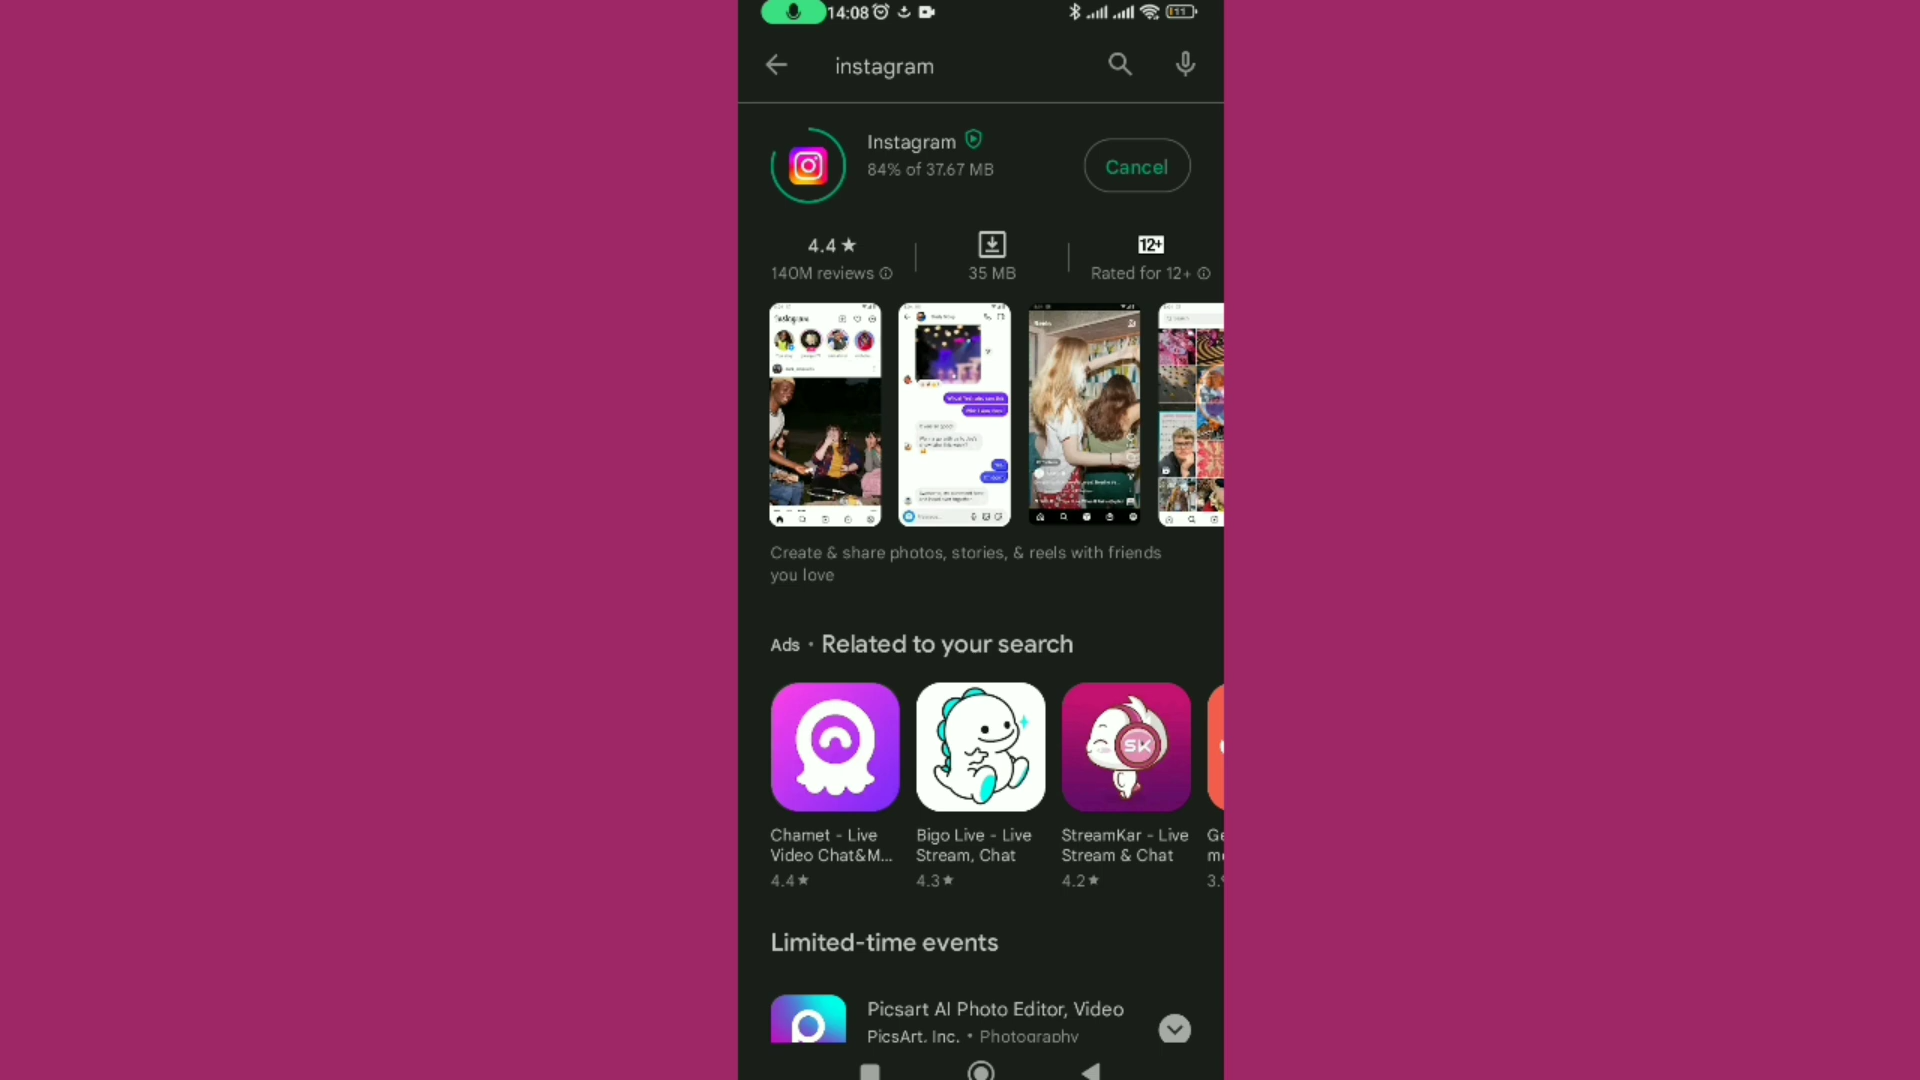 14:08
11
instagram
Instagram
84% of 37.67 MB
Cancel
4.4 ★
140M reviews
35 MB
12+
Rated for 12+
Instagram
Create & share photos, stories, & reels with friends
you love
Ads • Related to your search
SK
Chamet - Live
Video Chat&M...
4.4 ★
Bigo Live - Live
Stream, Chat
4.3 ★
StreamKar - Live
Stream & Chat
4.2 ★
Limited-time events
Picsart AI Photo Editor, Video
PicsArt, Inc. • Photography